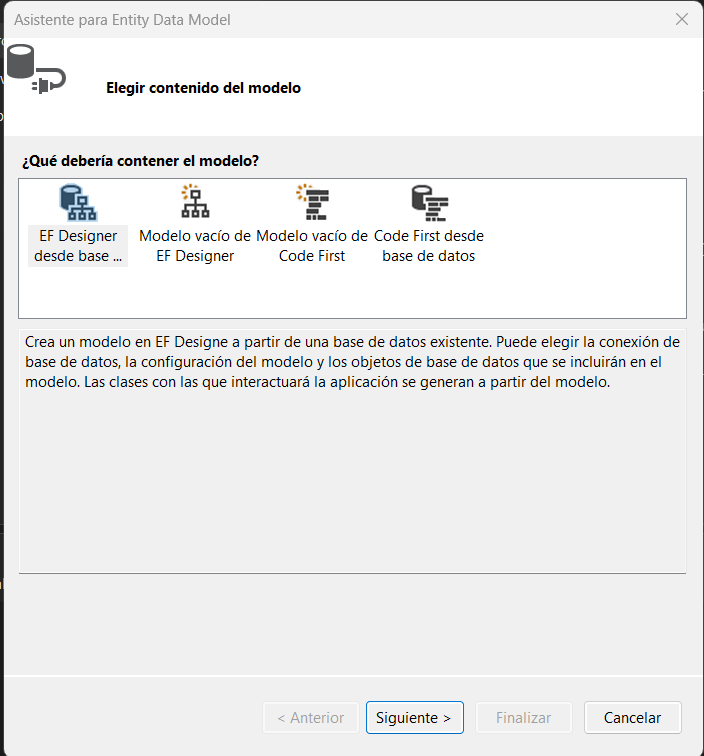 Asistente para Entity Data Model
Elegir contenido del modelo
¿Qué debería contener el modelo?
EF Designer
desde base ...
Modelo vacío de
EF Designer
Modelo vacío de
Code First
Code First desde
base de datos
Crea un modelo en EF Designe a partir de una base de datos existente. Puede elegir la conexión de
base de datos, la configuración del modelo y los objetos de base de datos que se incluirán en el
modelo. Las clases con las que interactuará la aplicación se generan a partir del modelo.
< Anterior
Siguiente >
Finalizar
Cancelar